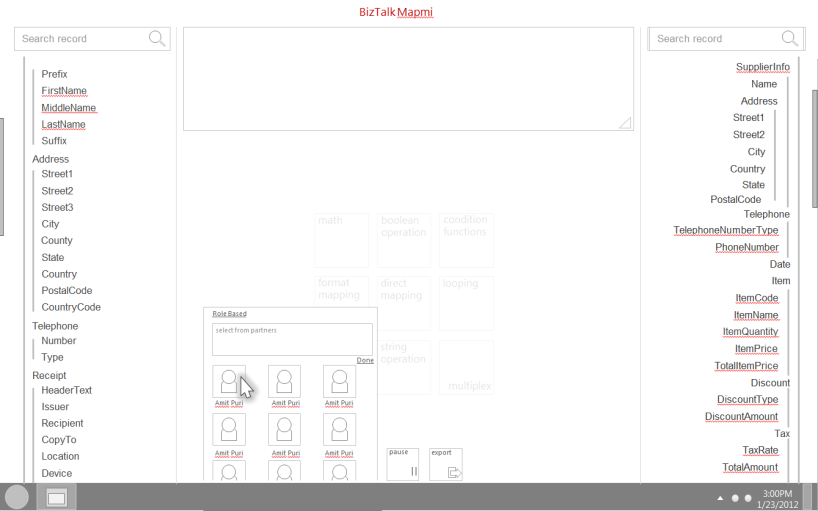 BizTalk Mapmi
Search record
Prefix
FirstName
MiddleName
LastName
Suffix
Address
Street1
Street2
Street3
City
County
State
Country
PostalCode
CountryCode
Telephone
Number
Type
Receipt
HeaderText
Issuer
Recipient
CopyTo
Location
Device
math
boolean
operation
condition
functions
format
mapping
direct
mapping
looping
string
operation
multiplex
Role Based
select from partners
Done
Amit Puri
Amit Puri
Amit Puri
Amit Puri
Amit Puri
Amit Puri
pause
export
Search record
SupplierInfo
Name
Address
Street1
Street2
City
Country
State
PostalCode
Telephone
TelephoneNumberType
PhoneNumber
Date
Item
ItemCode
ItemName
ItemQuantity
ItemPrice
TotalItemPrice
Discount
DiscountType
DiscountAmount
Tax
TaxRate
TotalAmount
3:00PM
1/23/2012